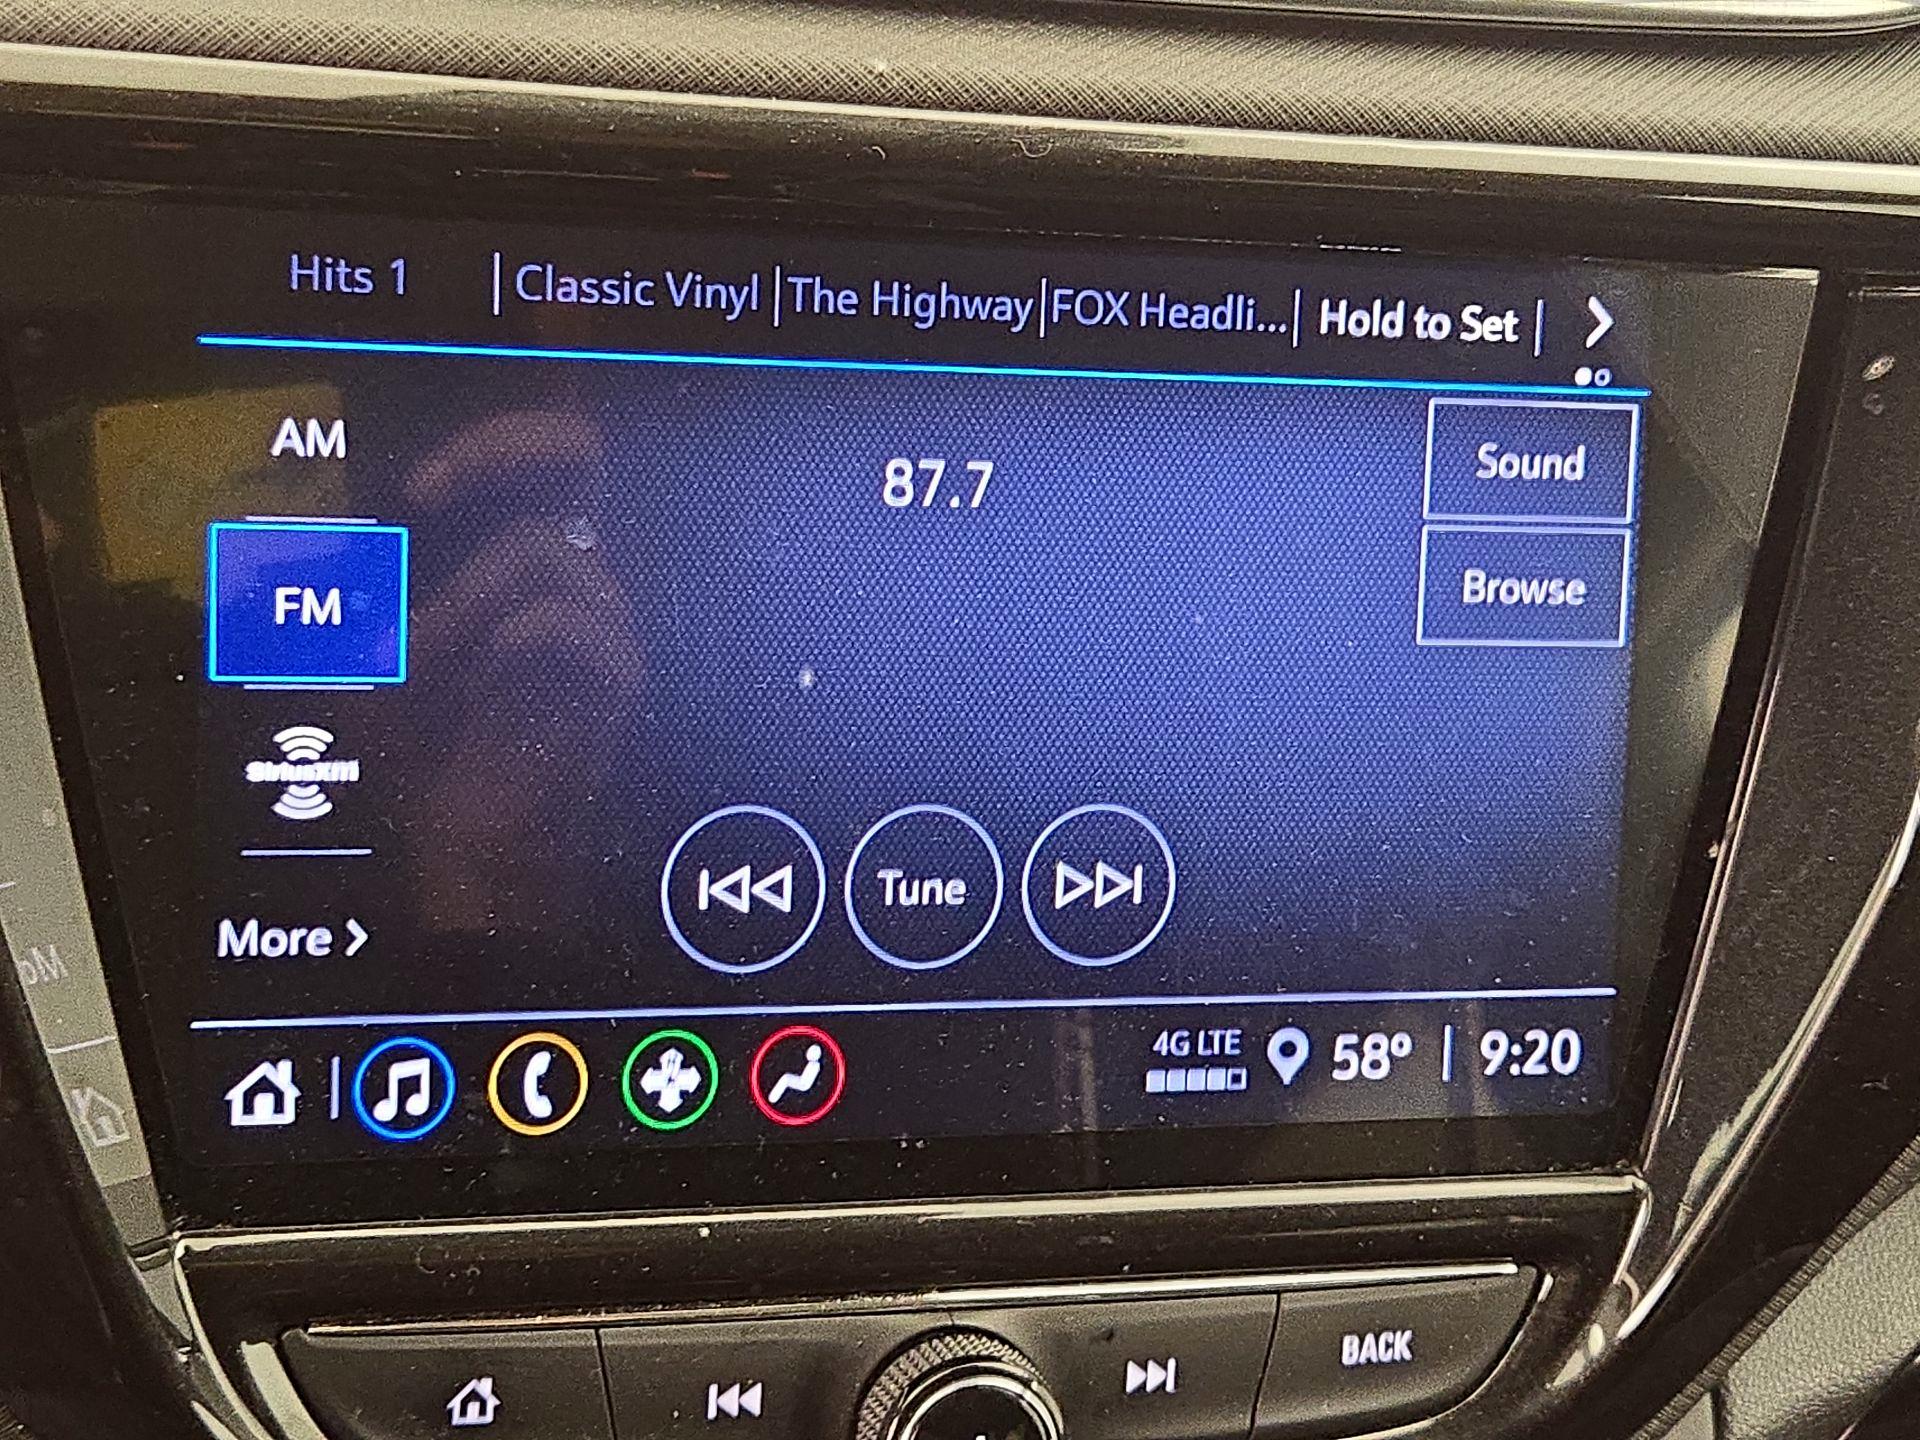 Hits 1 | Classic Vinyl | The Highway | FOX Headli... | Hold to Set |
AM
87.7
Sound
FM
Browse
siriusxm
Tune
More
4G LTE
58° | 9:20
BACK